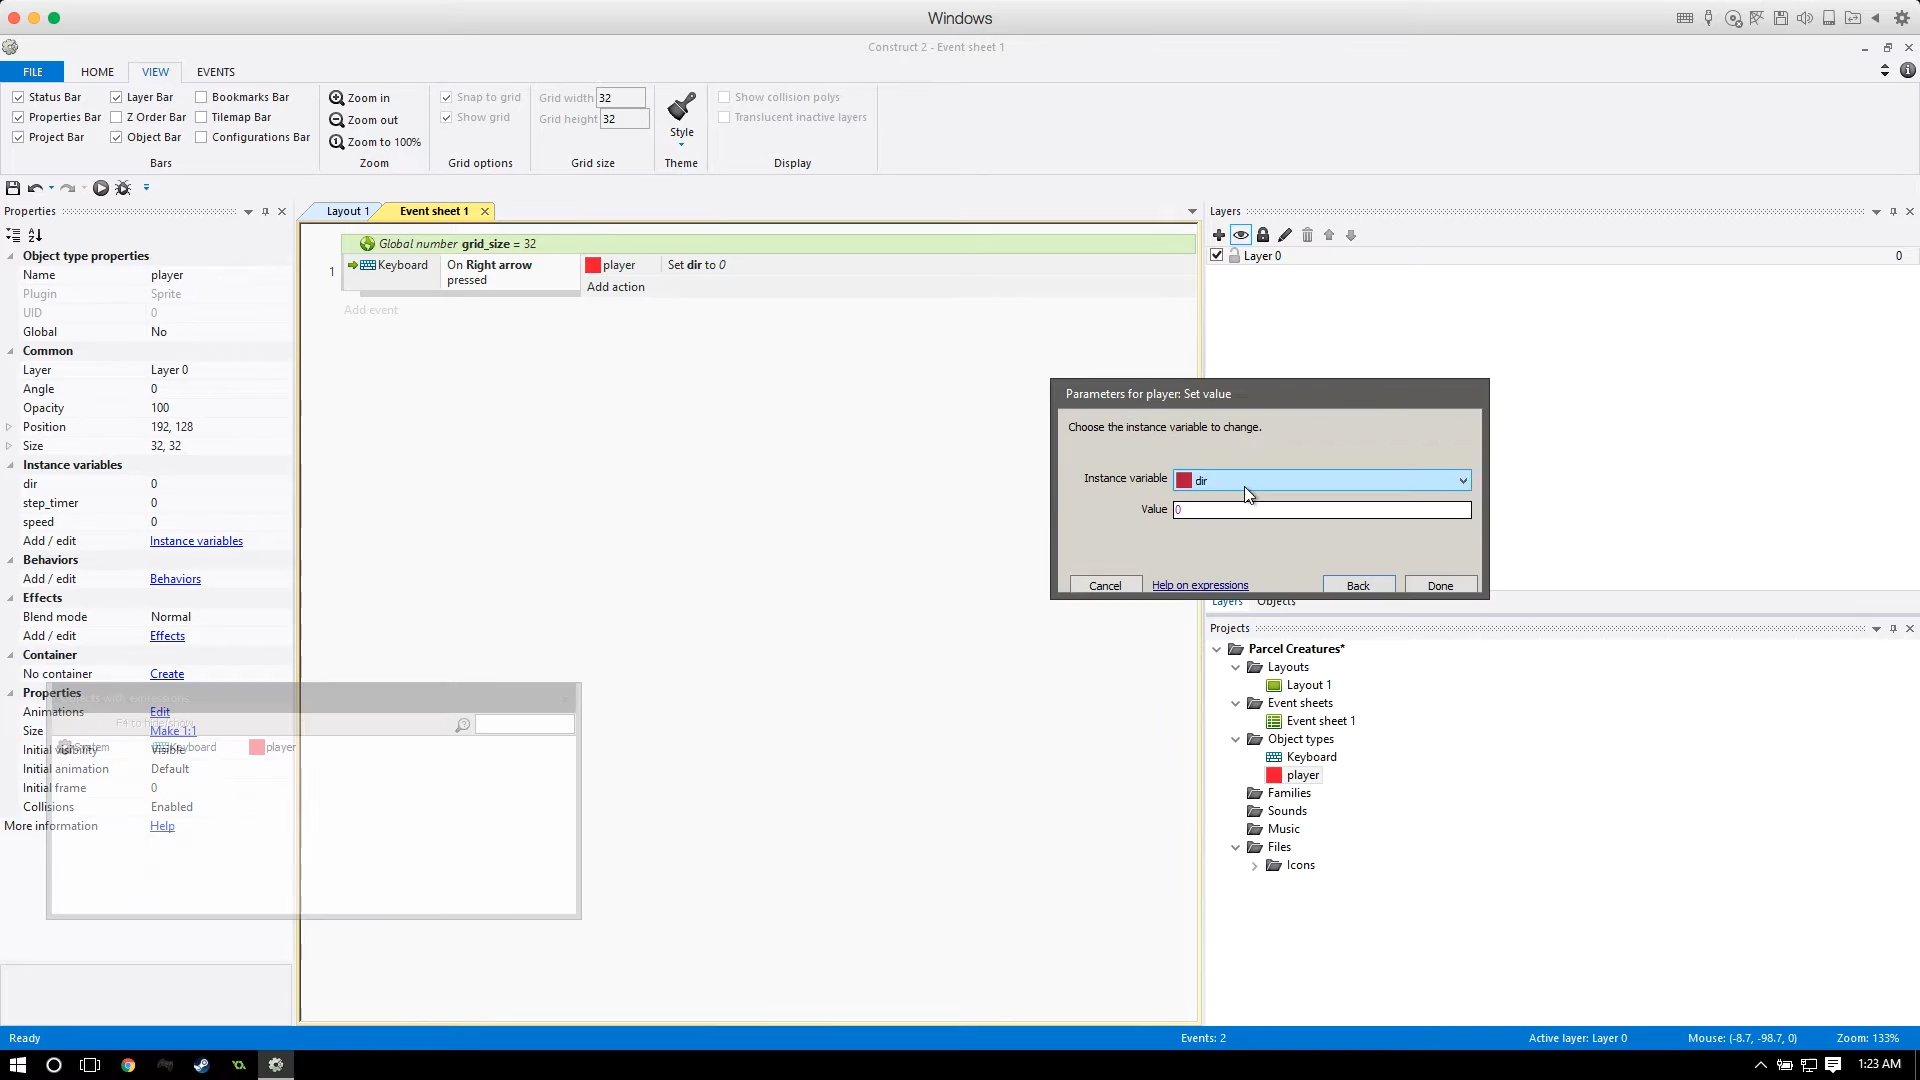 Windows
Construct 2 - Event sheet 1
FILE HOME VIEW EVENTS
Status Bar Layer Bar Bookmarks Bar
Properties Bar Z Order Bar Tilemap Bar
Project Bar Object Bar Configurations Bar
Bars
Zoom in
Zoom out
Zoom to 100%
Zoom
Snap to grid
Show grid
Grid options
Grid width 32
Grid height 32
Grid size
Style
Theme
Show collision polys
Translucent inactive layers
Display
Properties
Object type properties
Name player
Plugin Sprite
UID 0
Global No
Common
Layer Layer 0
Angle 0
Opacity 100
Position 192, 128
Size 32, 32
Instance variables
dir 0
step_timer 0
speed 0
Add / edit Instance variables
Behaviors
Add / edit Behaviors
Effects
Blend mode Normal
Add / edit Effects
Container
No container Create
Properties
Animations Edit
Size Make 1:1
Initial visibility Visible
Initial animation Default
Initial frame 0
Collisions Enabled
More information Help
with expressions
F4 to hide/show
System Keyboard player
Layout 1 Event sheet 1
Global number grid_size = 32
1 Keyboard On Right arrow pressed player Set dir to 0
Add action
Add event
Parameters for player: Set value
Choose the instance variable to change.
Instance variable dir
Value 0
Cancel Help on expressions Back Done
Layers
Layer 0 0
Layers Objects
Projects
Parcel Creatures*
Layouts
Layout 1
Event sheets
Event sheet 1
Object types
Keyboard
player
Families
Sounds
Music
Files
Icons
Ready Events: 2 Active layer: Layer 0 Mouse: (-8.7, -98.7, 0) Zoom: 133%
1:23 AM